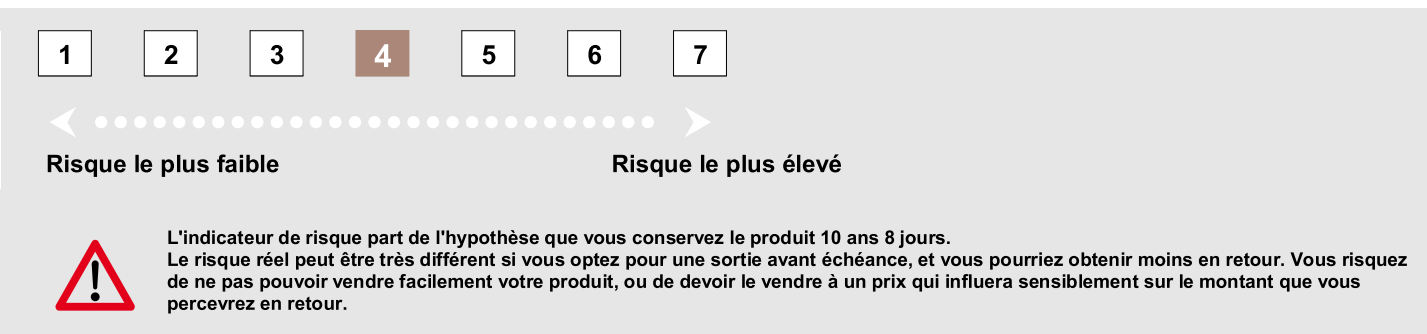 1 2 3 4 5 6 7
Risque le plus faible Risque le plus élevé
L'indicateur de risque part de l'hypothèse que vous conservez le produit 10 ans 8 jours.
Le risque réel peut être très différent si vous optez pour une sortie avant échéance, et vous pourriez obtenir moins en retour. Vous risquez
de ne pas pouvoir vendre facilement votre produit, ou de devoir le vendre à un prix qui influera sensiblement sur le montant que vous
percevrez en retour.